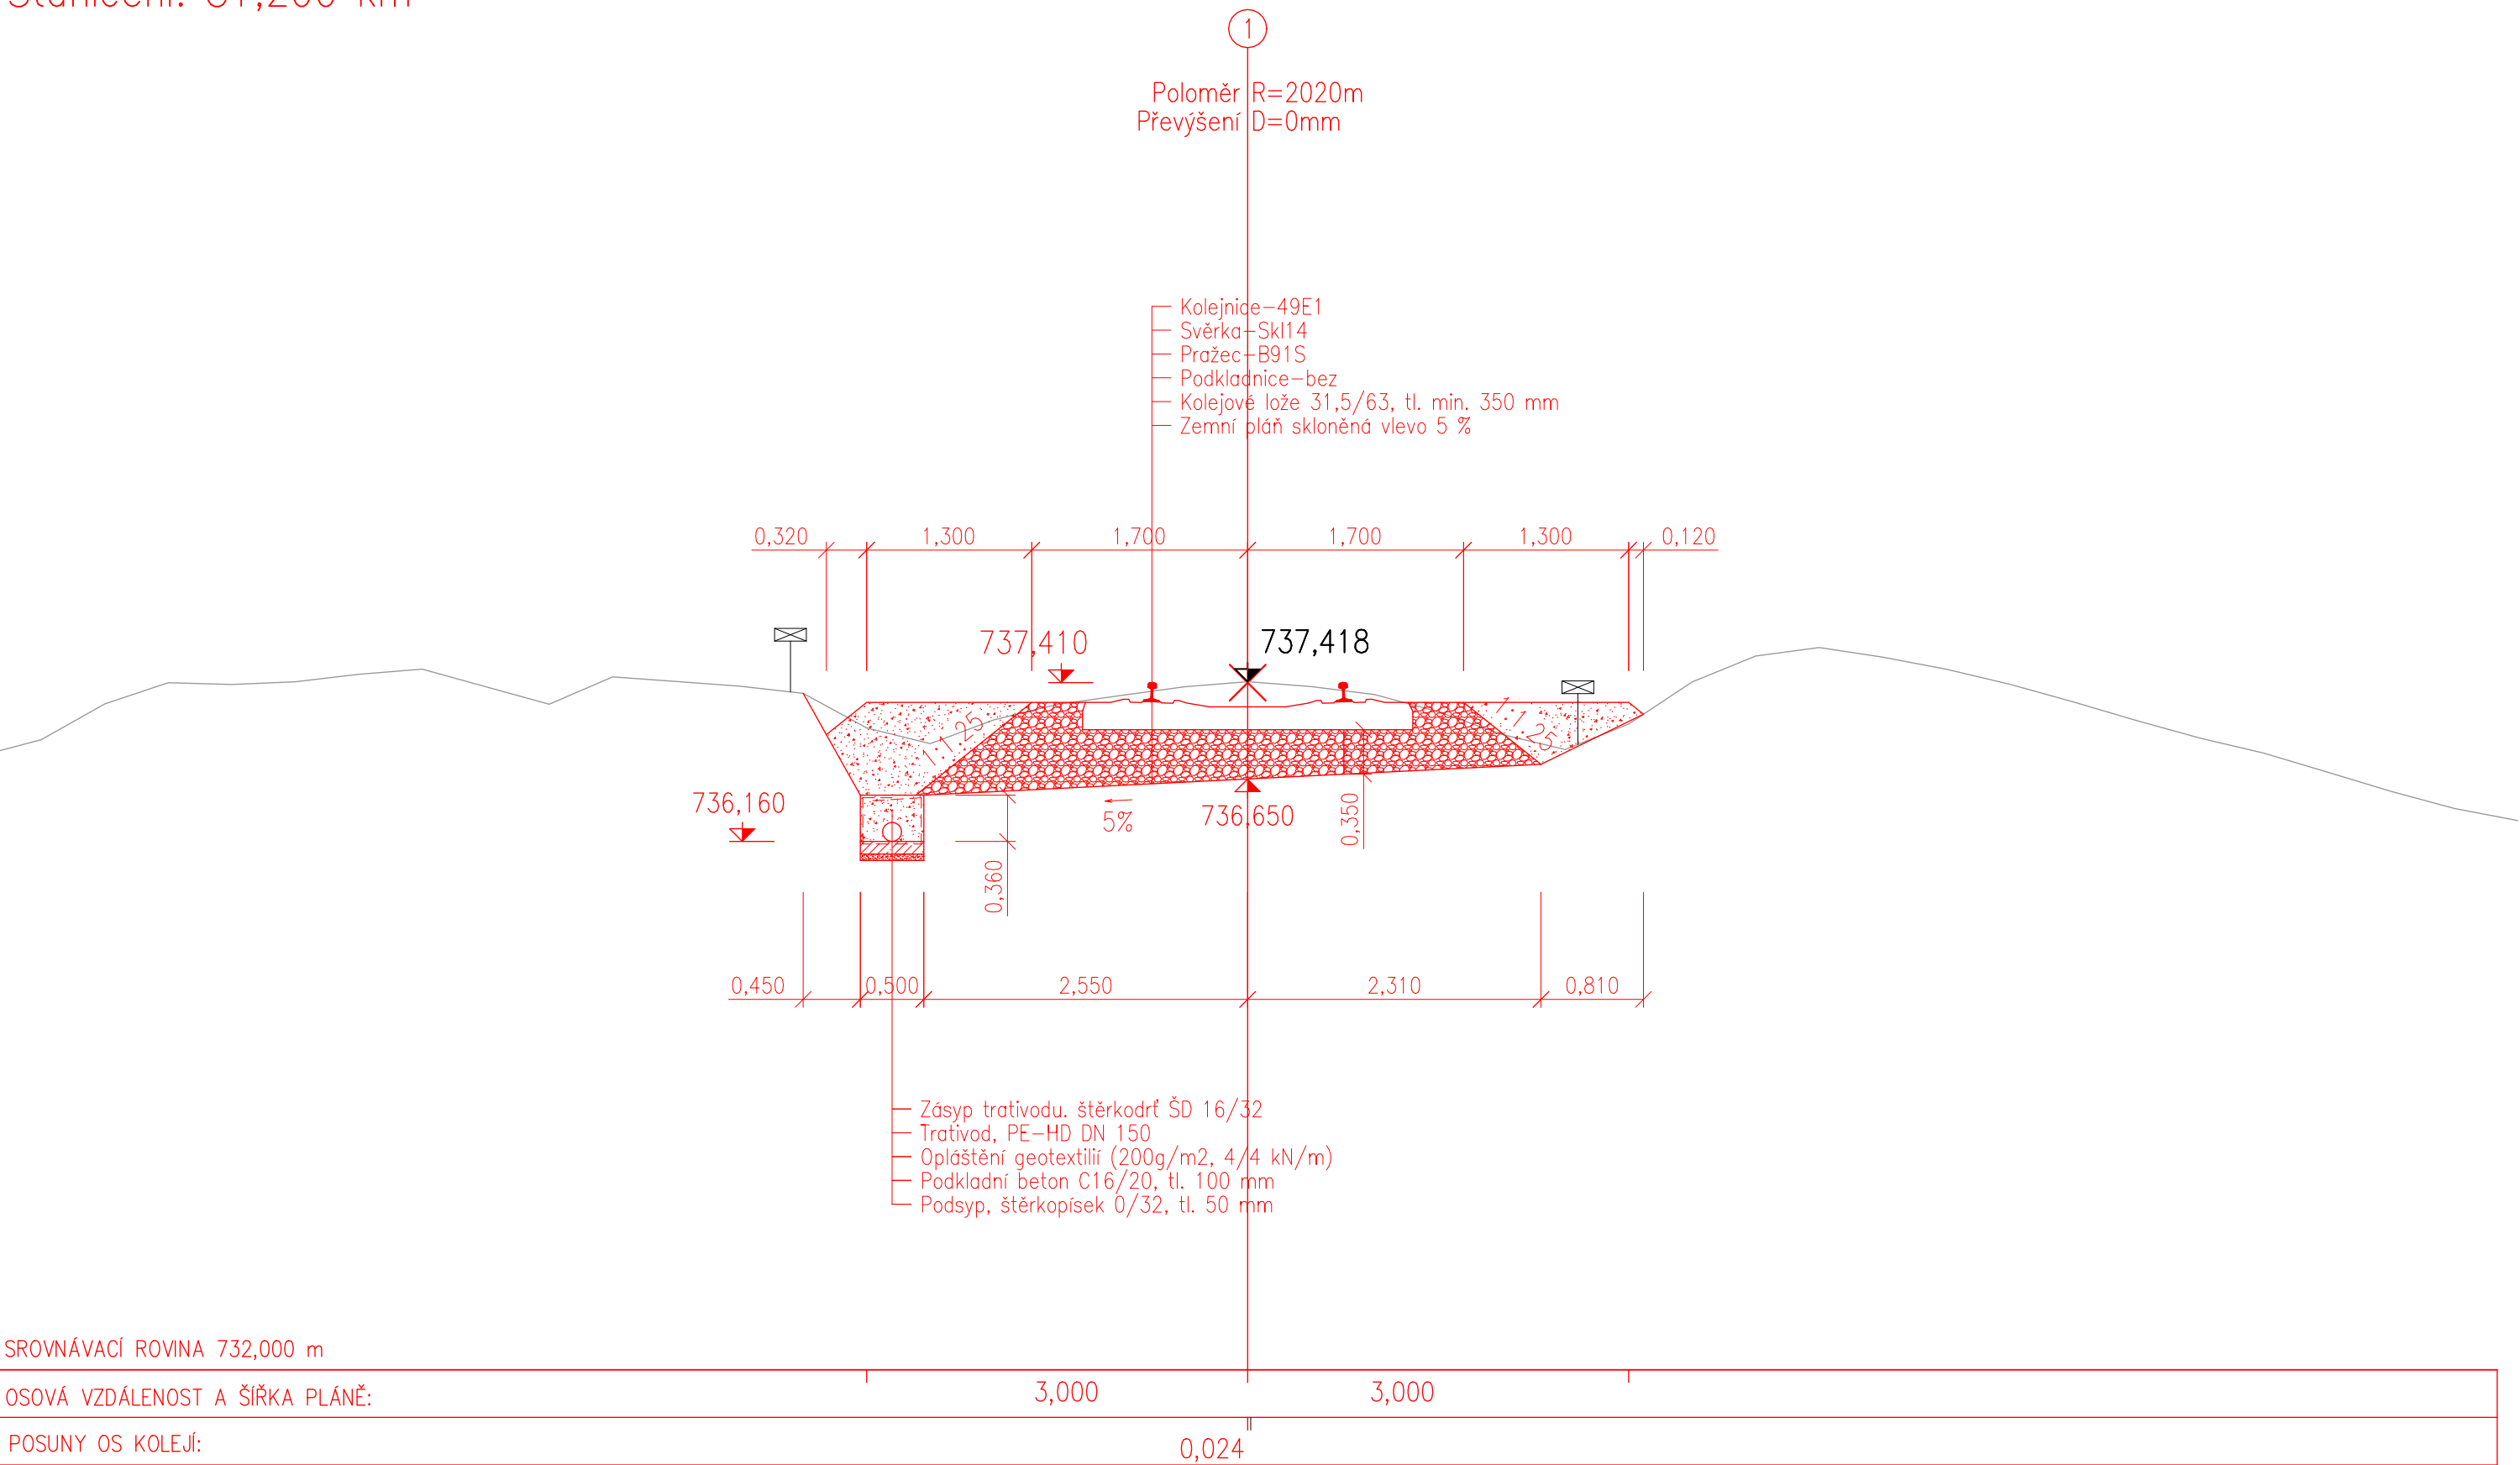 1
Poloměr R=2020m
Převýšení D=0mm
Kolejnice-49E1
Svěrka-Skl14
Pražec-B91S
Podkladnice-bez
Kolejové lože 31,5/63, tl. min. 350 mm
Zemní pláň skloněná vlevo 5 %
0,320 1,300 1,700 1,700 1,300 0,120
737,410 737,418
1:1,25 1:1,25
736,160 5% 736,650 0,350
0,360
0,450 0,500 2,550 2,310 0,810
Zásyp trativodu. štěrkodrť ŠD 16/32
Trativod, PE-HD DN 150
Opláštění geotextilií (200g/m2, 4/4 kN/m)
Podkladní beton C16/20, tl. 100 mm
Podsyp, štěrkopísek 0/32, tl. 50 mm
SROVNÁVACÍ ROVINA 732,000 m
OSOVÁ VZDÁLENOST A ŠÍŘKA PLÁNĚ: 3,000 3,000
POSUNY OS KOLEJÍ: 0,024